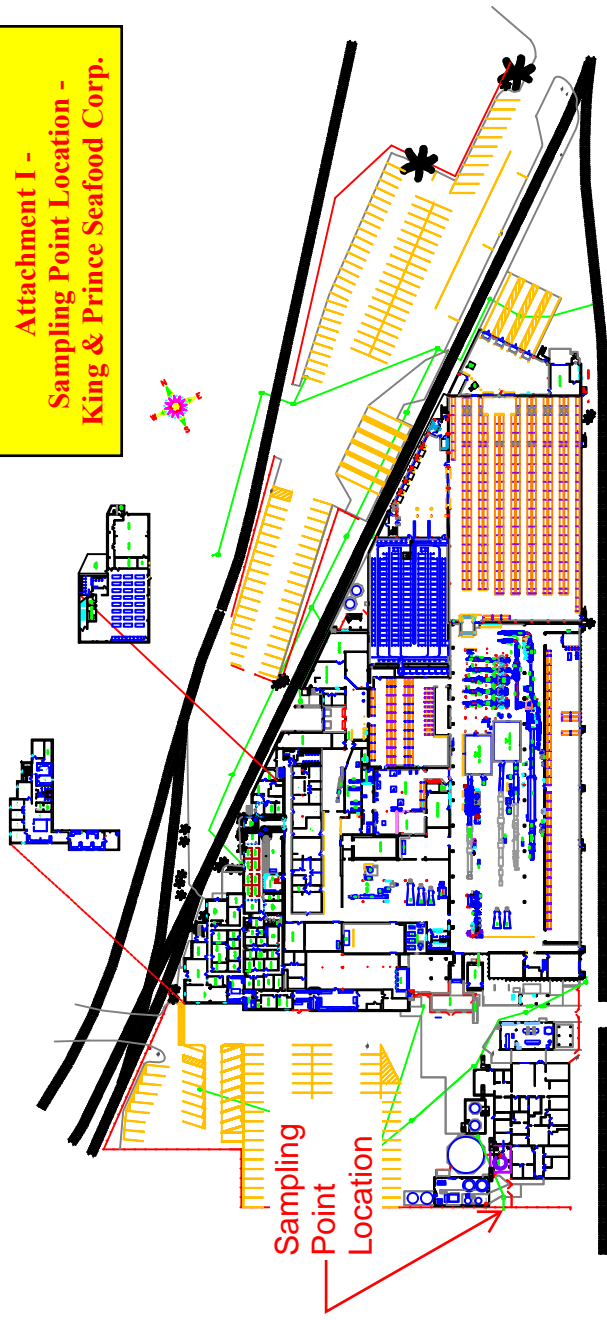 Attachment I -
Sampling Point Location -
King & Prince Seafood Corp.
N
E
S
W
Sampling
Point
Location